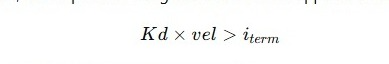 Kd × vel > i_term